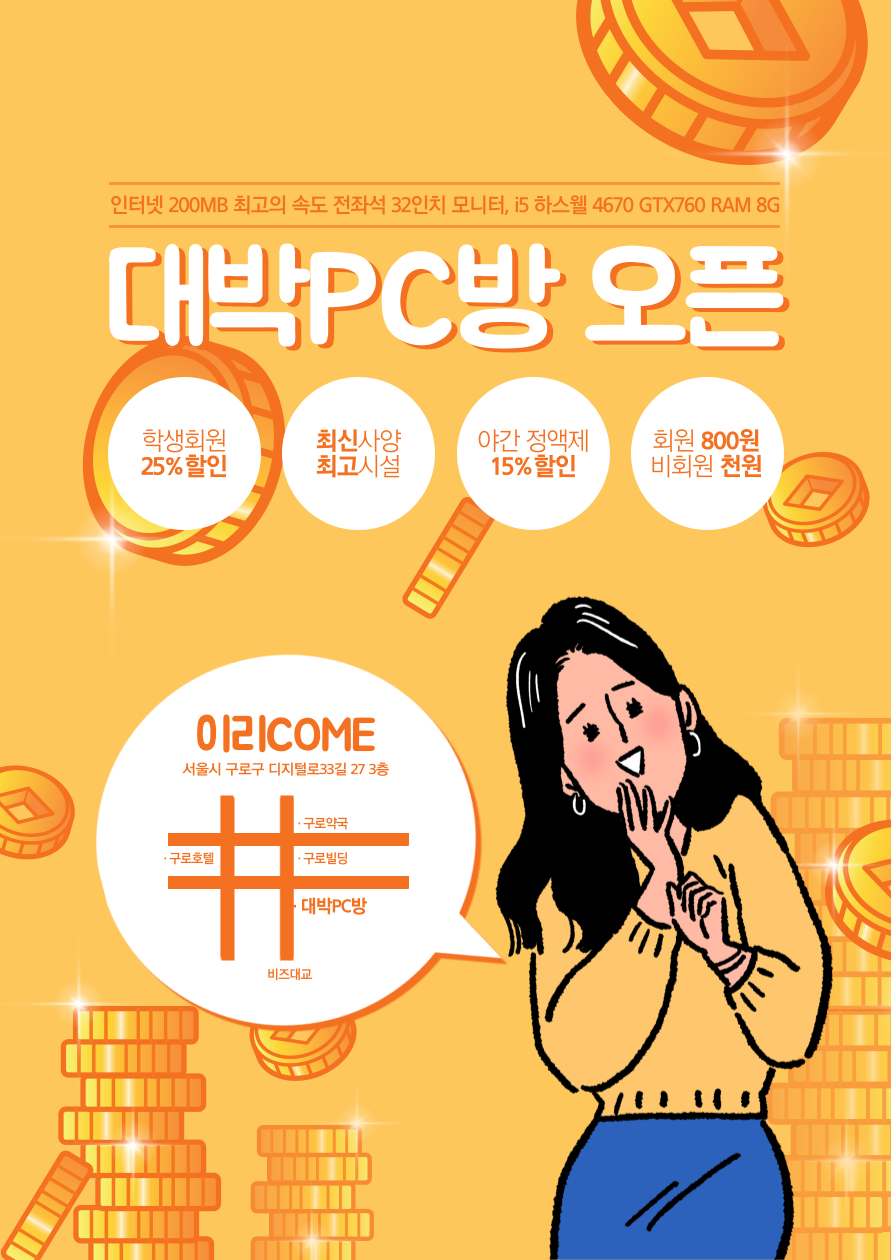 인터넷 200MB 최고의 속도 전좌석 32인치 모니터, i5 하스웰 4670 GTX760 RAM 8G
대박PC방 오픈
학생회원
25% 할인
최신사양
최고시설
야간 정액제
15% 할인
회원 800원
비회원 천원
이리COME
서울시 구로구 디지털로33길 27 3층
· 구로약국
· 구로호텔
· 구로빌딩
· 대박PC방
비즈대교